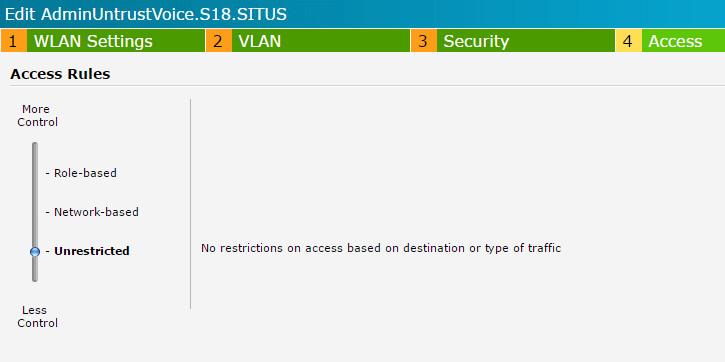 Edit AdminUntrustVoice.S18.SITUS
1 WLAN Settings 2 VLAN 3 Security 4 Access
Access Rules
More
Control
- Role-based
- Network-based
- Unrestricted
No restrictions on access based on destination or type of traffic
Less
Control